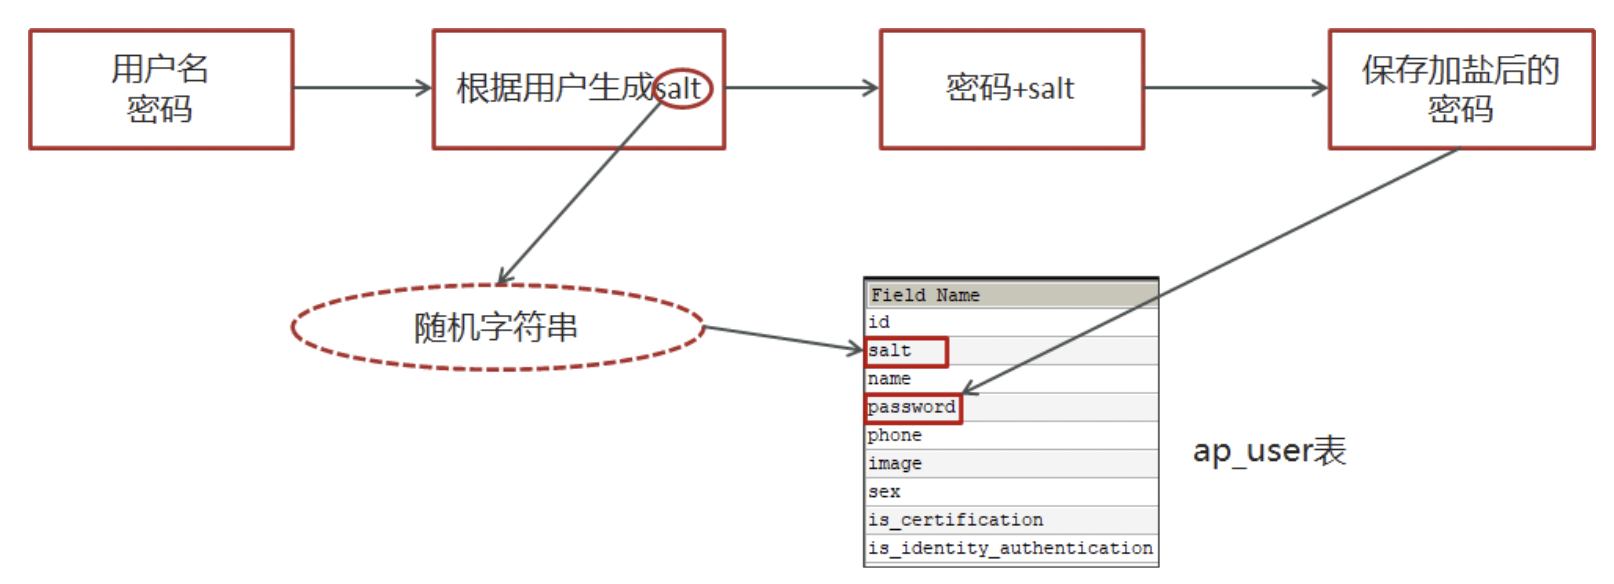 用户名
密码
根据用户生成salt
密码+salt
保存加盐后的
密码
随机字符串
Field Name
id
salt
name
password
phone
image
sex
is_certification
is_identity_authentication
ap_user表